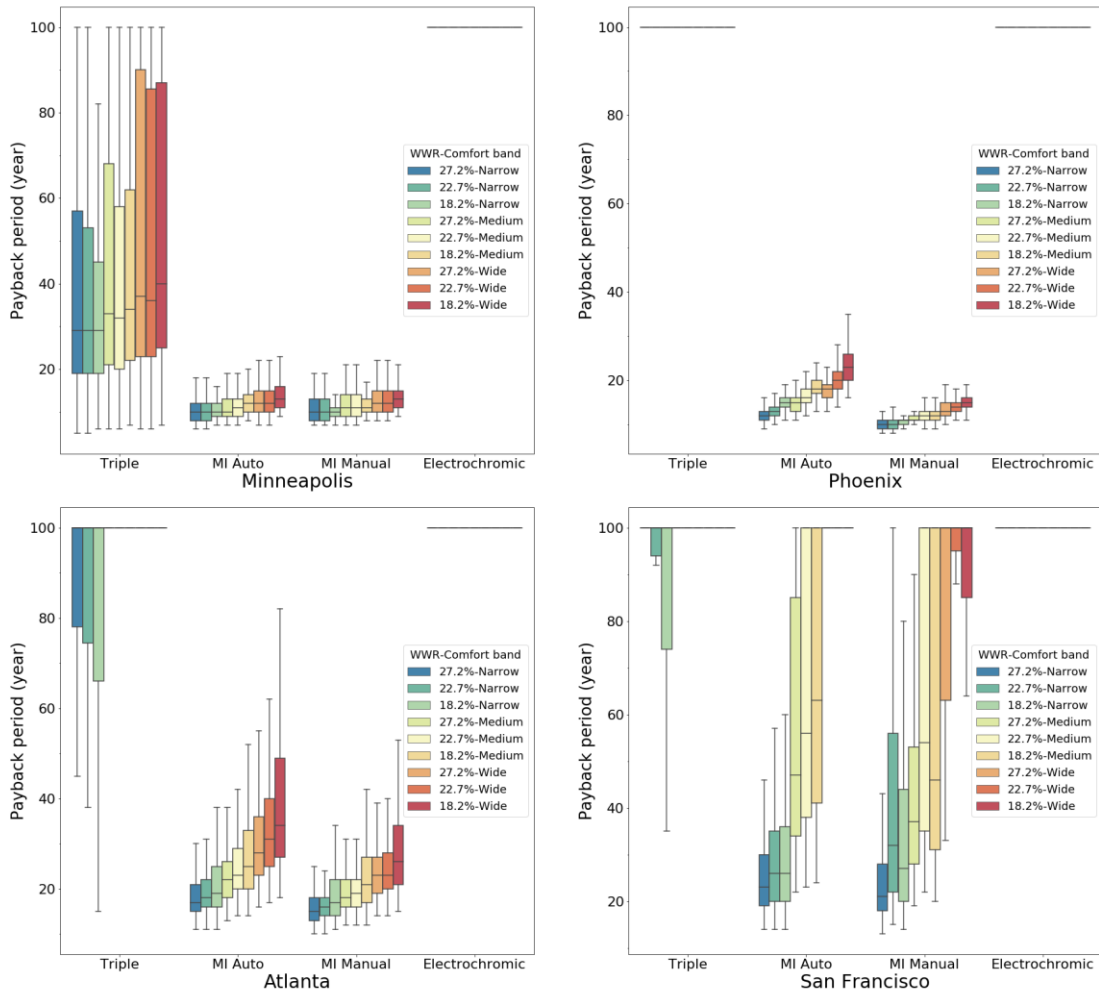 100
80
60
40
20
Payback period (year)
WWR-Comfort band
27.2%-Narrow
22.7%-Narrow
18.2%-Narrow
27.2%-Medium
22.7%-Medium
18.2%-Medium
27.2%-Wide
22.7%-Wide
18.2%-Wide
Triple MI Auto MI Manual Electrochromic
Minneapolis
100
80
60
40
20
Payback period (year)
WWR-Comfort band
27.2%-Narrow
22.7%-Narrow
18.2%-Narrow
27.2%-Medium
22.7%-Medium
18.2%-Medium
27.2%-Wide
22.7%-Wide
18.2%-Wide
Triple MI Auto MI Manual Electrochromic
Phoenix
100
80
60
40
20
Payback period (year)
WWR-Comfort band
27.2%-Narrow
22.7%-Narrow
18.2%-Narrow
27.2%-Medium
22.7%-Medium
18.2%-Medium
27.2%-Wide
22.7%-Wide
18.2%-Wide
Triple MI Auto MI Manual Electrochromic
Atlanta
100
80
60
40
20
Payback period (year)
WWR-Comfort band
27.2%-Narrow
22.7%-Narrow
18.2%-Narrow
27.2%-Medium
22.7%-Medium
18.2%-Medium
27.2%-Wide
22.7%-Wide
18.2%-Wide
Triple MI Auto MI Manual Electrochromic
San Francisco